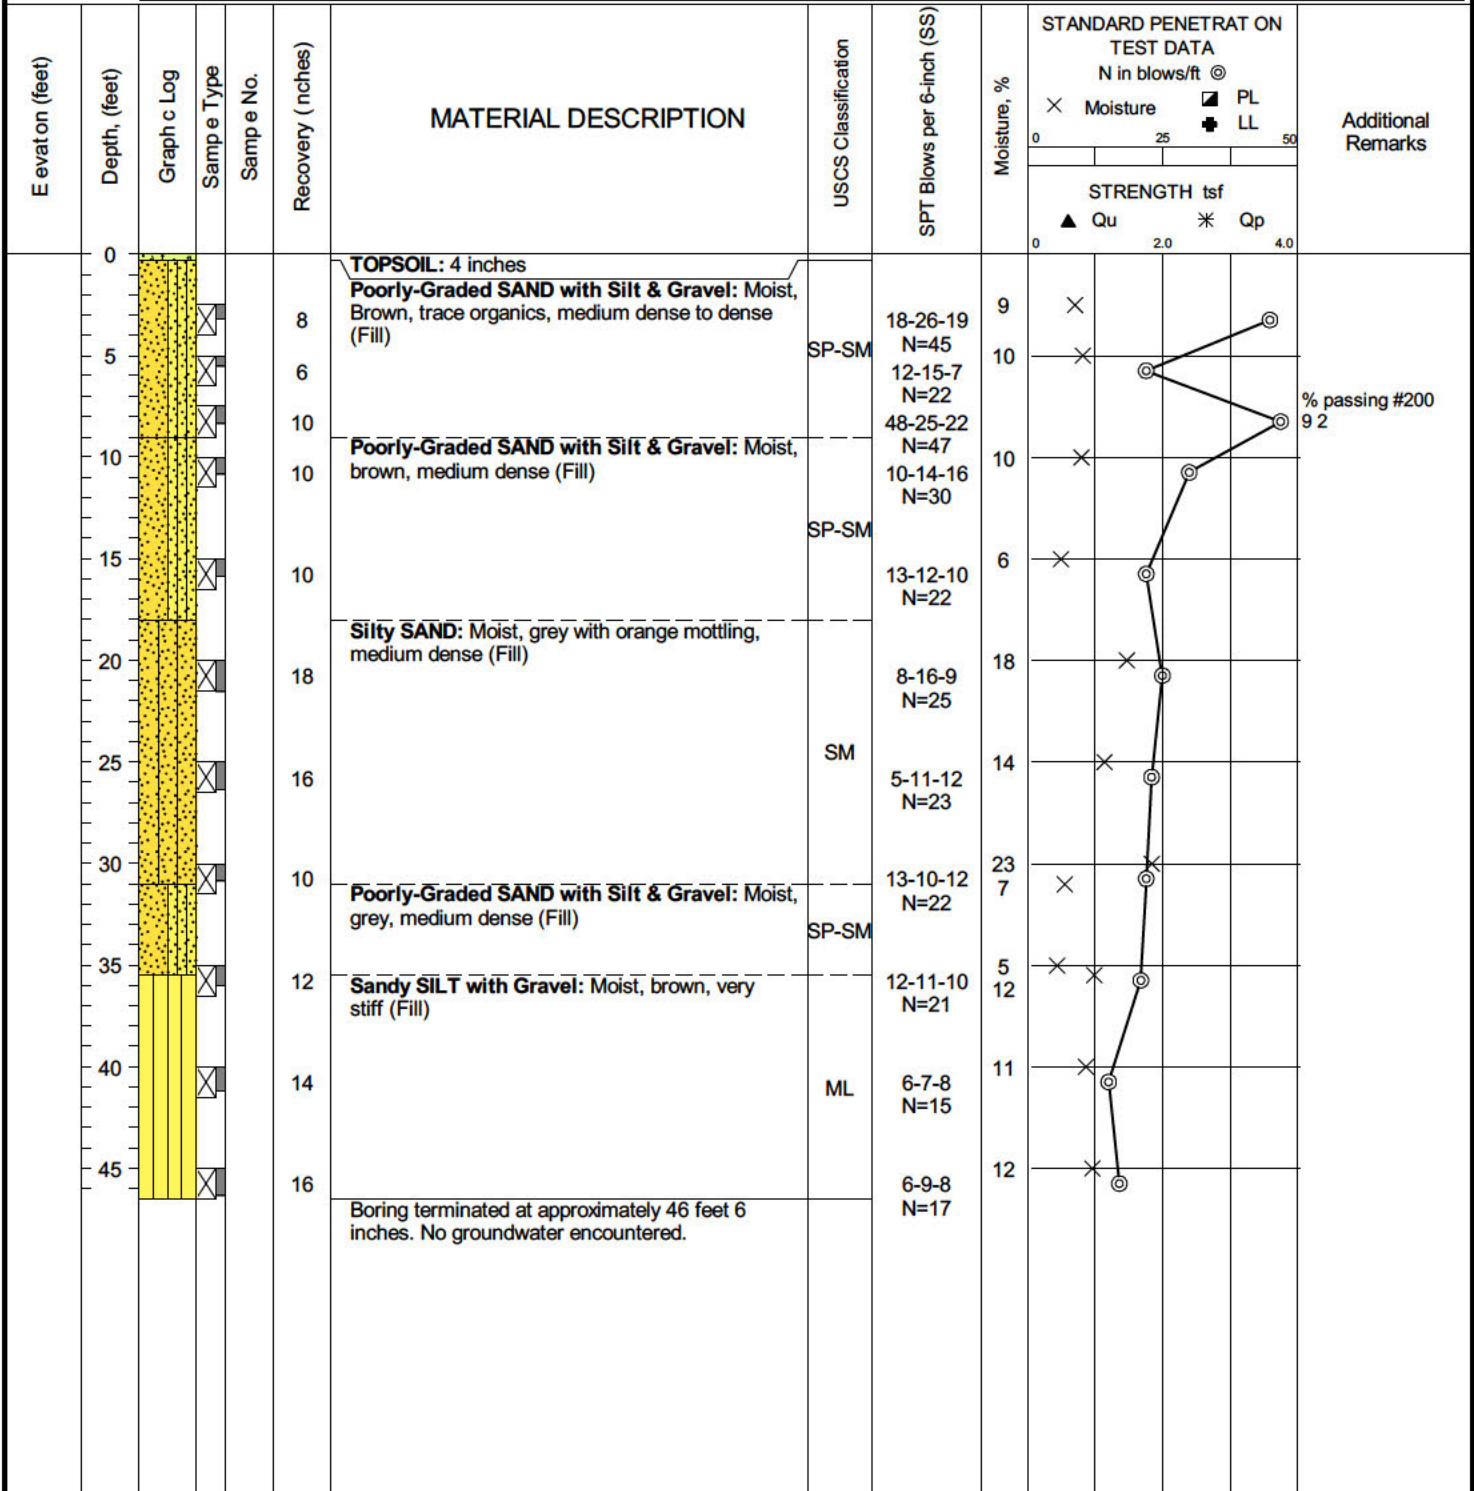 E evat on (feet)
Depth, (feet)
Graph c Log
Samp e Type
Samp e No.
Recovery ( nches)
MATERIAL DESCRIPTION
USCS Classification
SPT Blows per 6-inch (SS)
Moisture, %
STANDARD PENETRAT ON
TEST DATA
N in blows/ft
Moisture
PL
LL
0 25 50
STRENGTH tsf
Qu Qp
0 2.0 4.0
Additional
Remarks
0
TOPSOIL: 4 inches
Poorly-Graded SAND with Silt & Gravel: Moist,
Brown, trace organics, medium dense to dense
(Fill)
SP-SM
8
18-26-19
N=45
9
5
6
12-15-7
N=22
10
10
48-25-22
N=47
% passing #200
9 2
Poorly-Graded SAND with Silt & Gravel: Moist,
brown, medium dense (Fill)
SP-SM
10
10
10-14-16
N=30
10
15
10
13-12-10
N=22
6
Silty SAND: Moist, grey with orange mottling,
medium dense (Fill)
SM
20
18
8-16-9
N=25
18
25
16
5-11-12
N=23
14
30
10
13-10-12
N=22
23
7
Poorly-Graded SAND with Silt & Gravel: Moist,
grey, medium dense (Fill)
SP-SM
35
12
12-11-10
N=21
5
12
Sandy SILT with Gravel: Moist, brown, very
stiff (Fill)
ML
40
14
6-7-8
N=15
11
45
16
6-9-8
N=17
12
Boring terminated at approximately 46 feet 6
inches. No groundwater encountered.